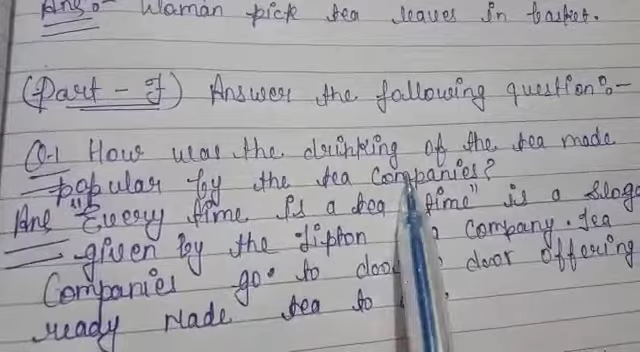 Ans:- Woman pick tea leaves in basket.
(Part - J) Answer the following question:-
Q.1 How was the drinking of the tea made
popular by the tea Companies?
Ans "Every time is a tea time" is a sloga
given by the Lipton company. Tea
Companies go to door door offering
ready Made tea to